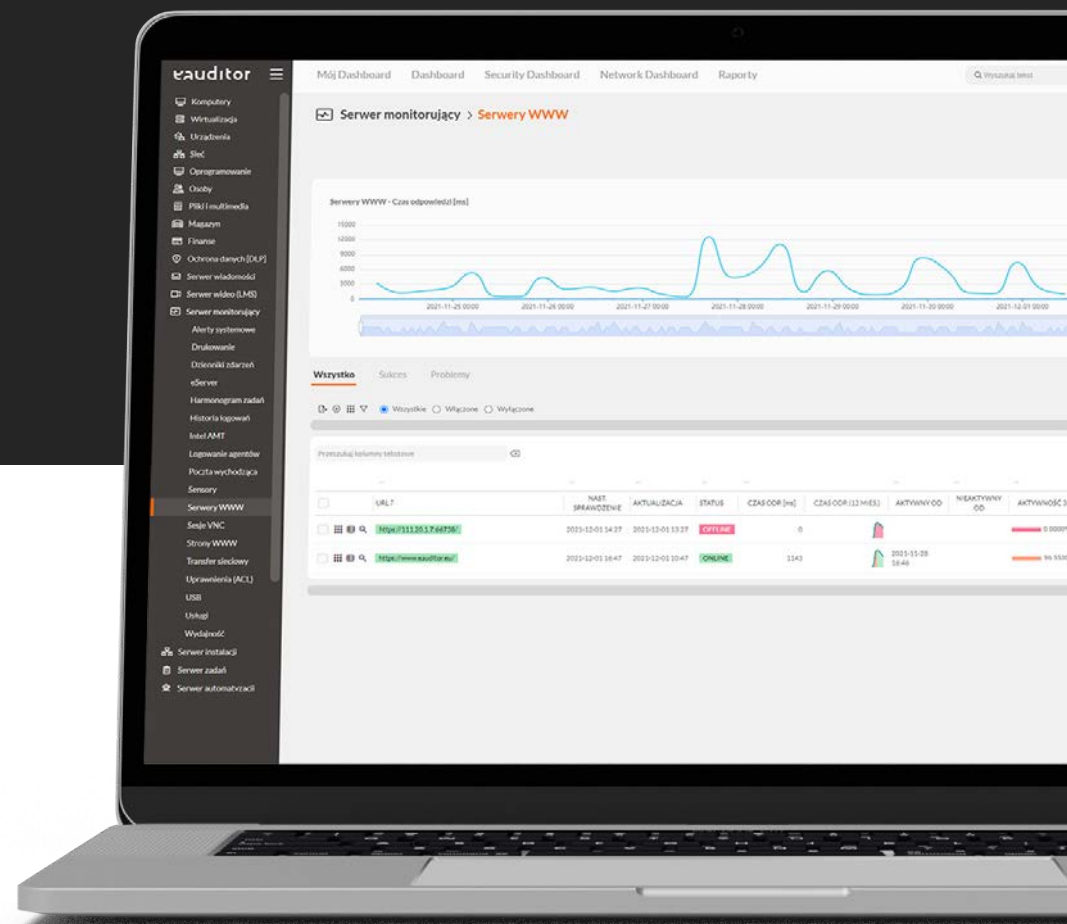 eauditor
Mój Dashboard Dashboard Security Dashboard Network Dashboard Raporty
Wyszukaj tekst
Komputery
Wirtualizacja
Urządzenia
Sieć
Oprogramowanie
Osoby
Pliki i multimedia
Magazyn
Finanse
Ochrona danych [DLP]
Serwer wiadomości
Serwer wideo (LMS)
Serwer monitorujący
Alerty systemowe
Drukowanie
Dzienniki zdarzeń
eServer
Harmonogram zadań
Historia logowań
Intel AMT
Logowanie agentów
Poczta wychodząca
Sensory
Serwery WWW
Sesje VNC
Strony WWW
Transfer sieciowy
Uprawnienia (ACL)
USB
Usługi
Wydajność
Serwer instalacji
Serwer zadań
Serwer automatyzacji
Serwer monitorujący > Serwery WWW
Serwery WWW - Czas odpowiedzi [ms]
15000
12000
9000
6000
3000
0
2021-11-25 00:00 2021-11-26 00:00 2021-11-27 00:00 2021-11-28 00:00 2021-11-29 00:00 2021-11-30 00:00 2021-12-01 00:00
Wszystko Sukces Problemy
Wszystkie Włączone Wyłączone
Przeszukaj kolumny tekstowe
URL ? NAST. SPRAWDZENIE AKTUALIZACJA STATUS CZAS ODP. [ms] CZAS ODP. (12 MIES.) AKTYWNY OD NIEAKTYWNY OD AKTYWNOŚĆ
2021-12-01 14:27 2021-12-01 13:27 OFFLINE 0
https://www.eauditor.eu/ 2021-12-01 16:47 2021-12-01 10:47 ONLINE 1143 2021-11-28 16:46